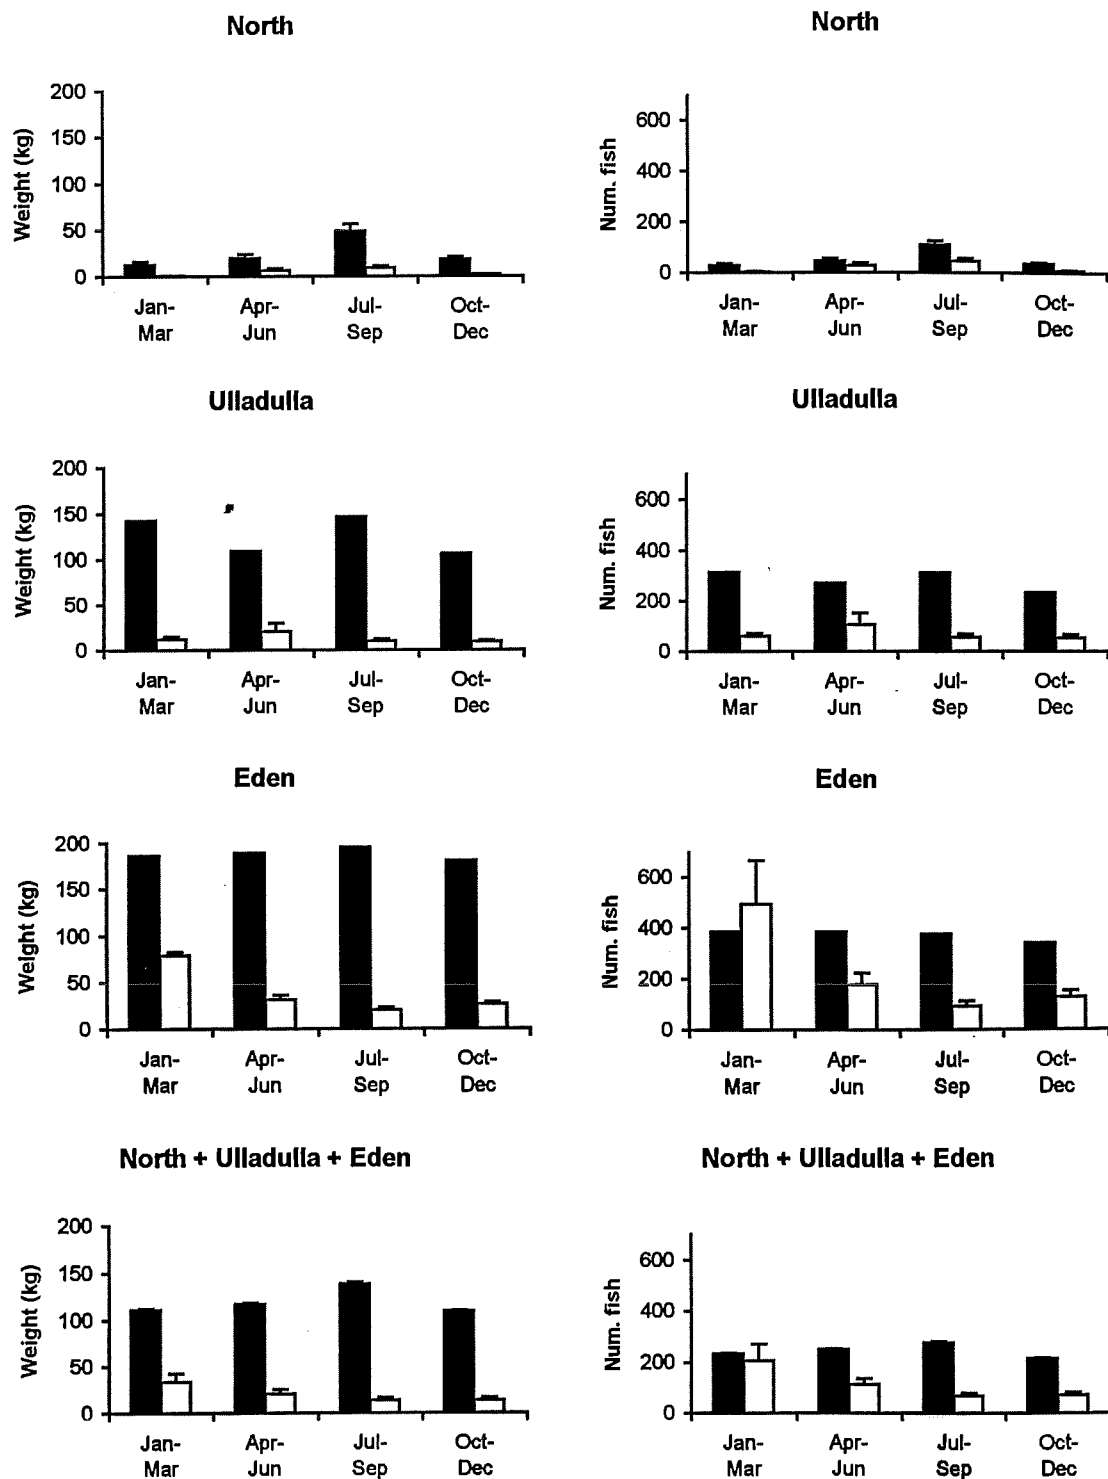 North
200
150
100
50
0
Weight (kg)
Jan-
Mar
Apr-
Jun
Jul-
Sep
Oct-
Dec
North
600
400
200
0
Num. fish
Jan-
Mar
Apr-
Jun
Jul-
Sep
Oct-
Dec
Ulladulla
200
150
100
50
0
Weight (kg)
Jan-
Mar
Apr-
Jun
Jul-
Sep
Oct-
Dec
Ulladulla
600
400
200
0
Num. fish
Jan-
Mar
Apr-
Jun
Jul-
Sep
Oct-
Dec
Eden
200
150
100
50
0
Weight (kg)
Jan-
Mar
Apr-
Jun
Jul-
Sep
Oct-
Dec
Eden
600
400
200
0
Num. fish
Jan-
Mar
Apr-
Jun
Jul-
Sep
Oct-
Dec
North + Ulladulla + Eden
200
150
100
50
0
Weight (kg)
Jan-
Mar
Apr-
Jun
Jul-
Sep
Oct-
Dec
North + Ulladulla + Eden
600
400
200
0
Num. fish
Jan-
Mar
Apr-
Jun
Jul-
Sep
Oct-
Dec